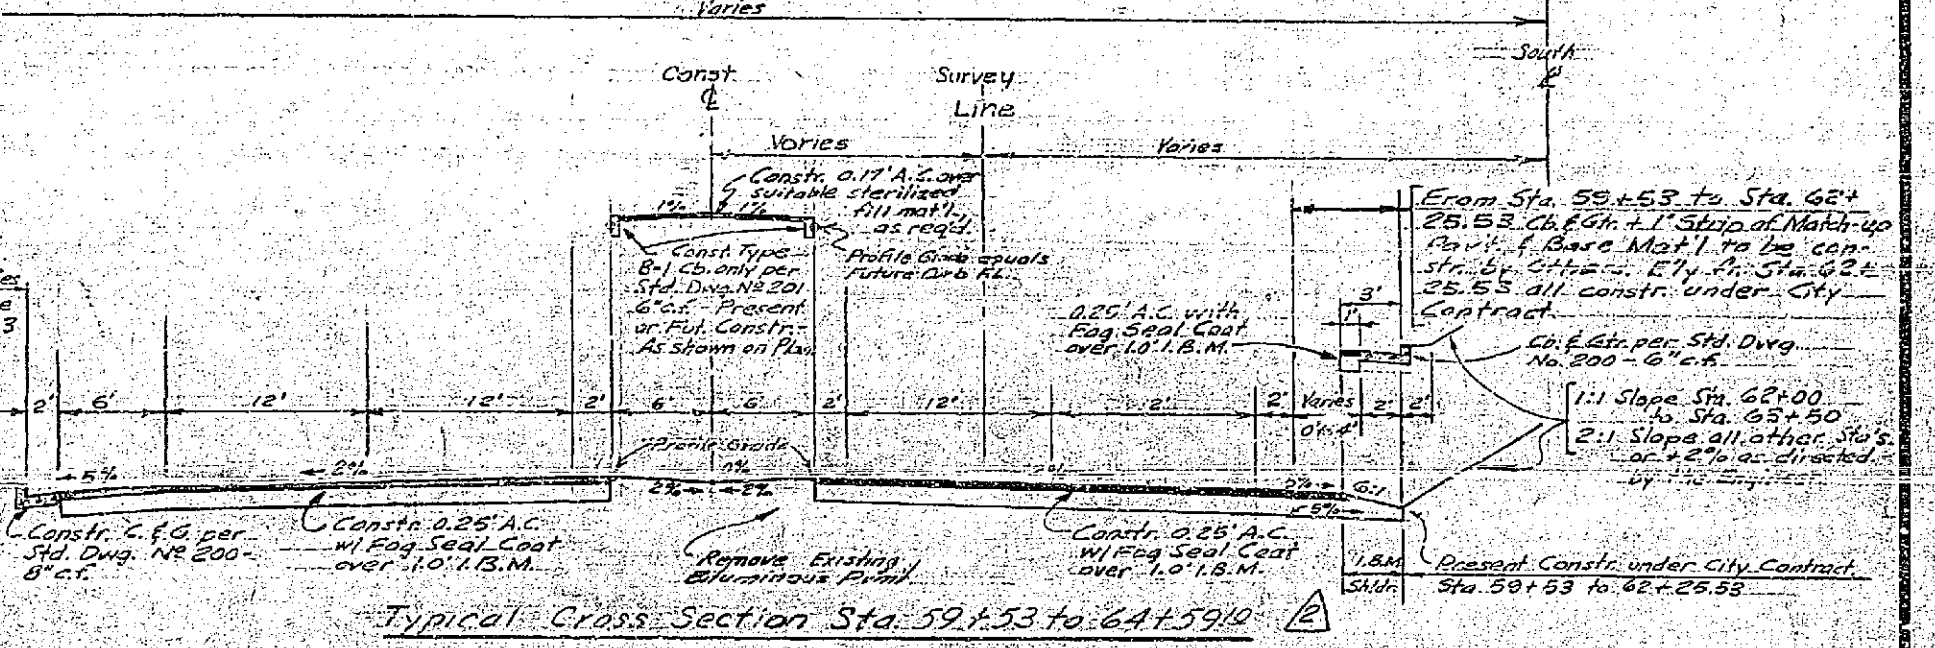 Varies
South
℄
Const
℄
Survey
Line
Varies
Varies
Constr. 0.17' A.C. over
suitable sterilized
fill mat'l.
as req'd.
1%
1%
Const. Type
B-1 Cb. only per
Std. Dwg. Nº 201
6" c.f. - Present
or Fut. Constr. -
As shown on Plan
Profile Grade equals
Future Curb FL.
From Sta. 59+53 to Sta. 62+
25.53 Cb. & Gtr. + 1' Strip of Match-up
Pav't. & Base Mat'l to be con-
str. by Others. E'ly fr. Sta. 62+
25.53 all constr. under City
Contract
3'
1'
0.25' A.C. with
Fog Seal Coat
over 1.0' I.B.M.
Cb. & Gtr. per Std. Dwg.
No. 200 - 6" c.f.
1:1 Slope Sta. 62+00
to Sta. 65+50
2:1 Slope all other Sta's.
or +2% as directed
by the Engineer
3
2'
6'
12'
12'
2'
6'
6'
2'
12'
12'
2'
Varies
0' to 4'
2'
2'
Profile Grade
5%
2%
2%
2%
5%
6:1
5%
Constr. C. & G. per
Std. Dwg. Nº 200-
8" c.f.
Constr. 0.25' A.C.
w/ Fog Seal Coat
over 1.0' I.B.M.
Remove Existing
Bituminous Pvm't.
Constr. 0.25' A.C.
w/ Fog Seal Coat
over 1.0' I.B.M.
I.B.M.
Shldr.
Present Constr. under City Contract
Sta. 59+53 to 62+25.53
Typical Cross Section Sta. 59+53 to 64+59.19
2